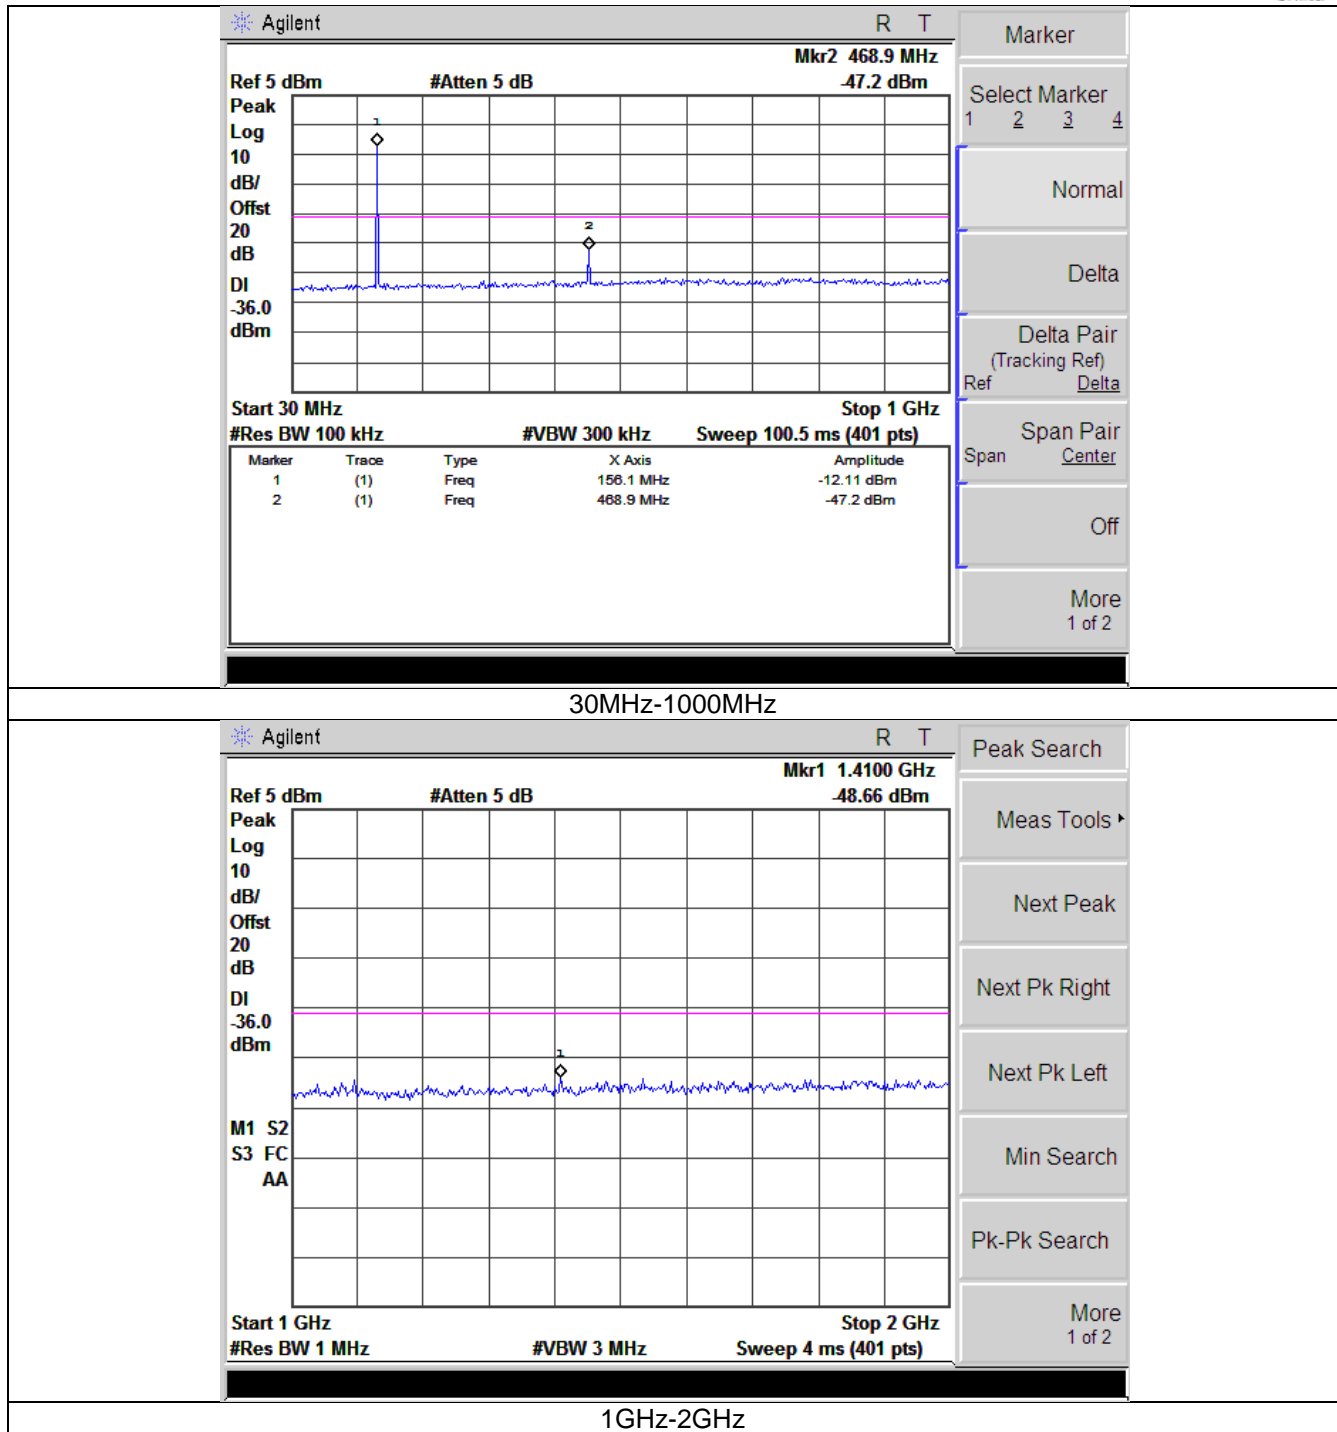 Agilent R T
Mkr2 468.9 MHz
Ref 5 dBm #Atten 5 dB -47.2 dBm
Peak
Log
10
dB/
Offst
20
dB
DI
-36.0
dBm
1
2
Start 30 MHz Stop 1 GHz
#Res BW 100 kHz #VBW 300 kHz Sweep 100.5 ms (401 pts)
Marker Trace Type X Axis Amplitude
1 (1) Freq 156.1 MHz -12.11 dBm
2 (1) Freq 468.9 MHz -47.2 dBm
Marker
Select Marker
1 2 3 4
Normal
Delta
Delta Pair
(Tracking Ref)
Ref Delta
Span Pair
Span Center
Off
More
1 of 2
30MHz-1000MHz
Agilent R T
Mkr1 1.4100 GHz
Ref 5 dBm #Atten 5 dB -48.66 dBm
Peak
Log
10
dB/
Offst
20
dB
DI
-36.0
dBm
1
M1 S2
S3 FC
AA
Start 1 GHz Stop 2 GHz
#Res BW 1 MHz #VBW 3 MHz Sweep 4 ms (401 pts)
Peak Search
Meas Tools
Next Peak
Next Pk Right
Next Pk Left
Min Search
Pk-Pk Search
More
1 of 2
1GHz-2GHz